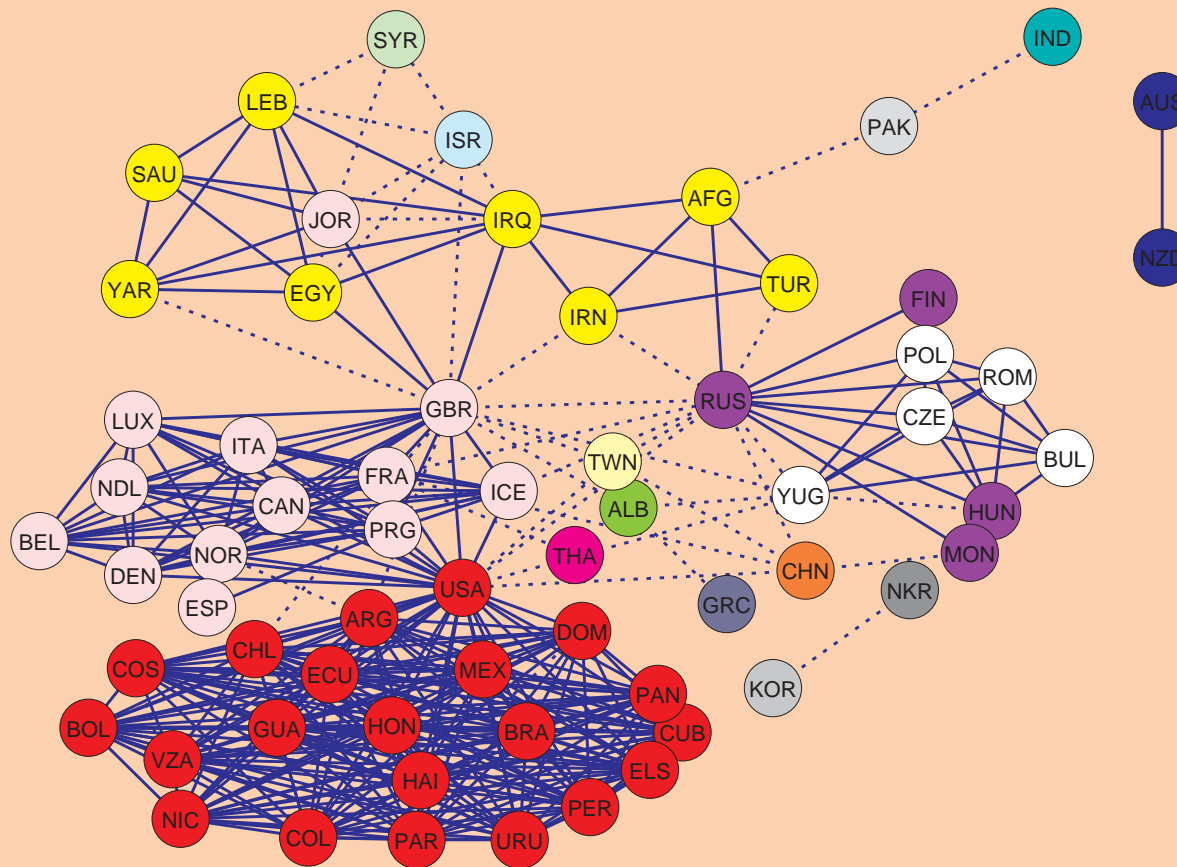 SYR
IND
LEB
AUS
PAK
ISR
SAU
AFG
JOR
IRQ
NZD
YAR
EGY
TUR
FIN
IRN
POL
ROM
RUS
GBR
CZE
LUX
ITA
BUL
TWN
FRA
NDL
ICE
YUG
CAN
ALB
HUN
PRG
BEL
NOR
THA
MON
CHN
DEN
USA
NKR
ESP
GRC
ARG
DOM
CHL
COS
ECU
MEX
KOR
PAN
BOL
GUA
HON
BRA
CUB
VZA
ELS
HAI
PER
NIC
COL
PAR
URU